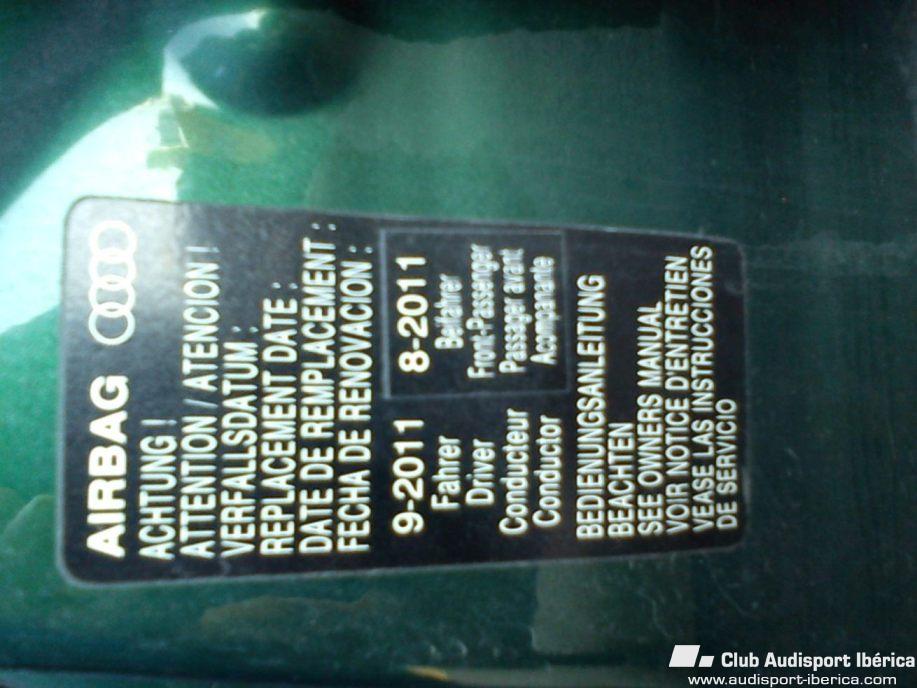 AIRBAG
ACHTUNG !
ATTENTION / ATENCION !
VERFALLSDATUM :
REPLACEMENT DATE :
DATE DE REMPLACEMENT :
FECHA DE RENOVACION :
9-2011
Fahrer
Driver
Conducteur
Conductor
8-2011
Beifahrer
Front-Passenger
Passager avant
Acompanante
BEDIENUNGSANLEITUNG
BEACHTEN
SEE OWNERS MANUAL
VOIR NOTICE D'ENTRETIEN
VEASE LAS INSTRUCCIONES
DE SERVICIO
Club Audisport Ibérica
www.audisport-iberica.com